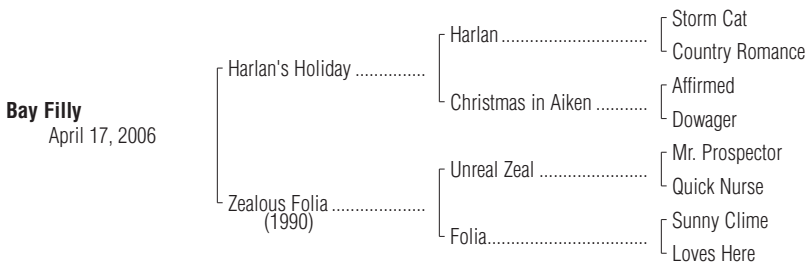 Bay Filly
April 17, 2006
Harlan's Holiday ...............
Zealous Folia ....................
(1990)
Harlan ................................
Christmas in Aiken ...........
Unreal Zeal .......................
Folia...................................
Storm Cat
Country Romance
Affirmed
Dowager
Mr. Prospector
Quick Nurse
Sunny Clime
Loves Here